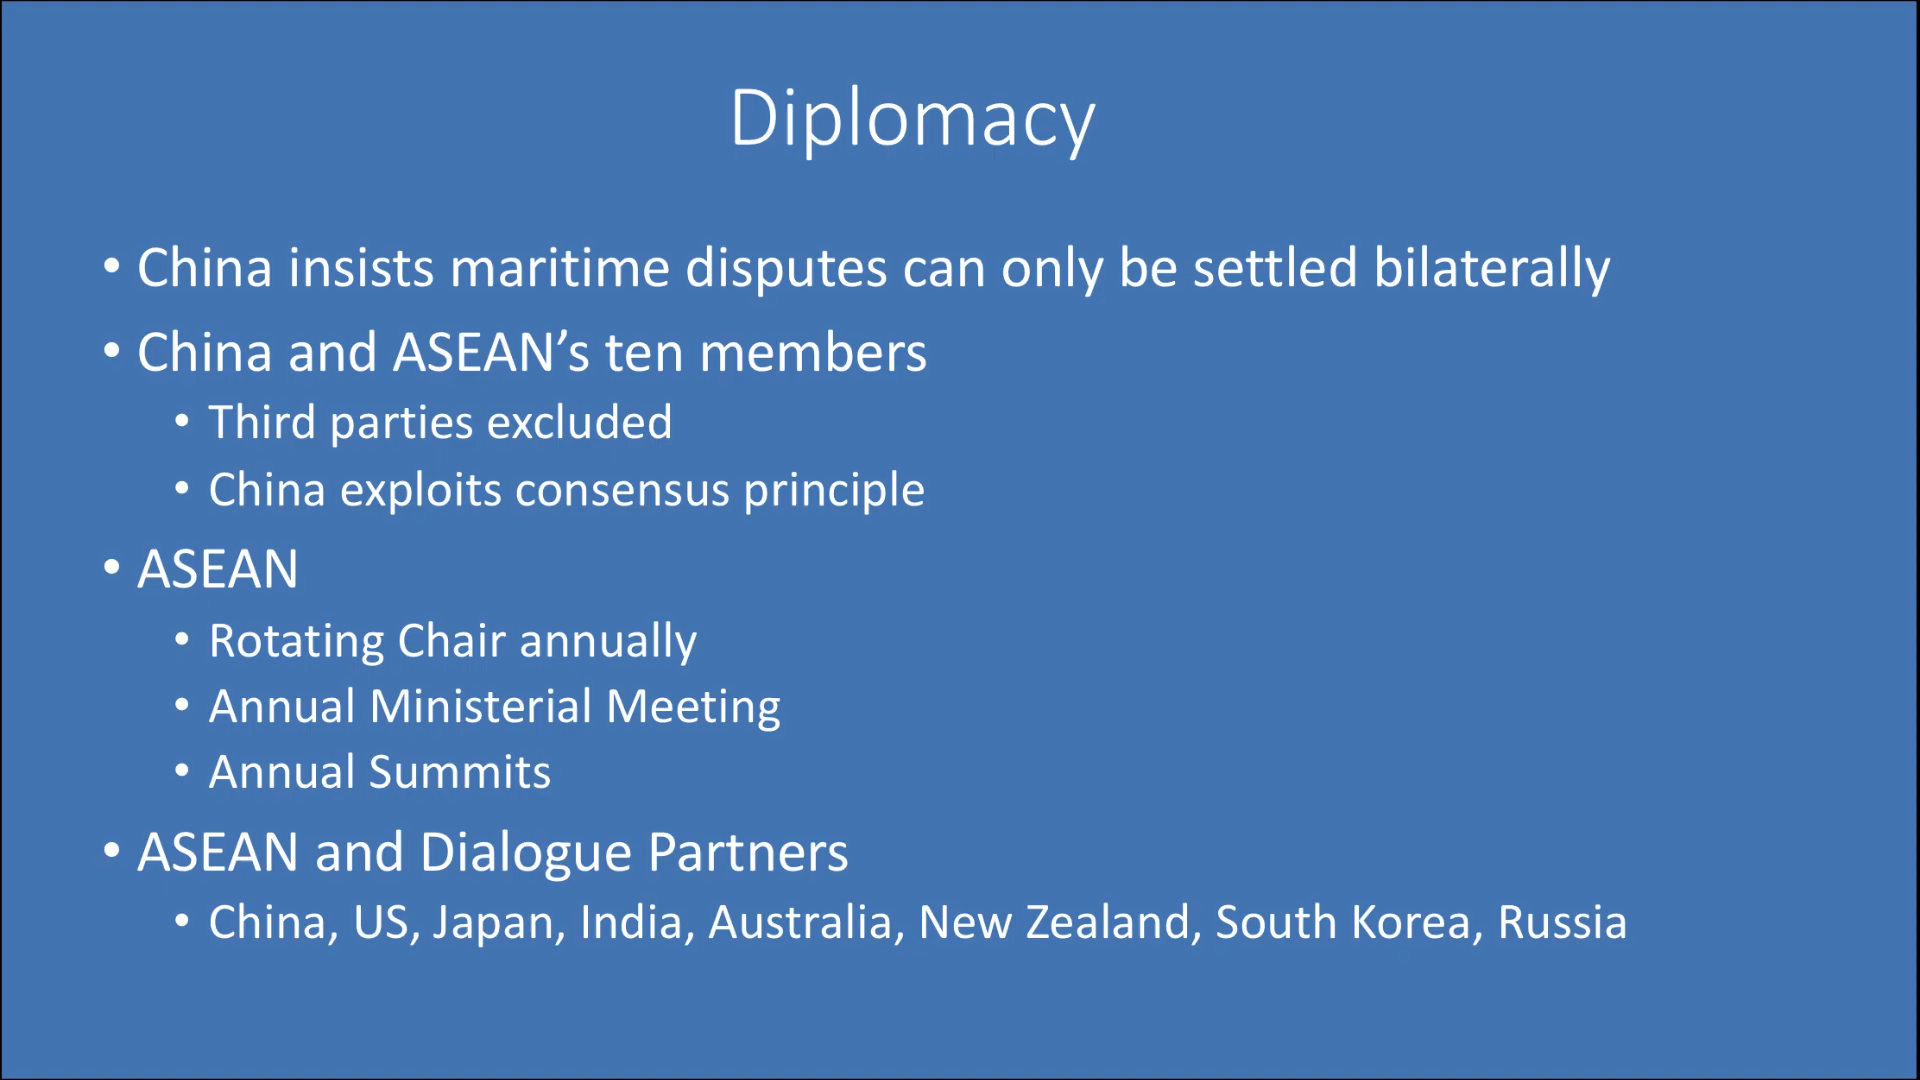 Diplomacy
• China insists maritime disputes can only be settled bilaterally
• China and ASEAN’s ten members
• Third parties excluded
• China exploits consensus principle
• ASEAN
• Rotating Chair annually
• Annual Ministerial Meeting
• Annual Summits
• ASEAN and Dialogue Partners
• China, US, Japan, India, Australia, New Zealand, South Korea, Russia